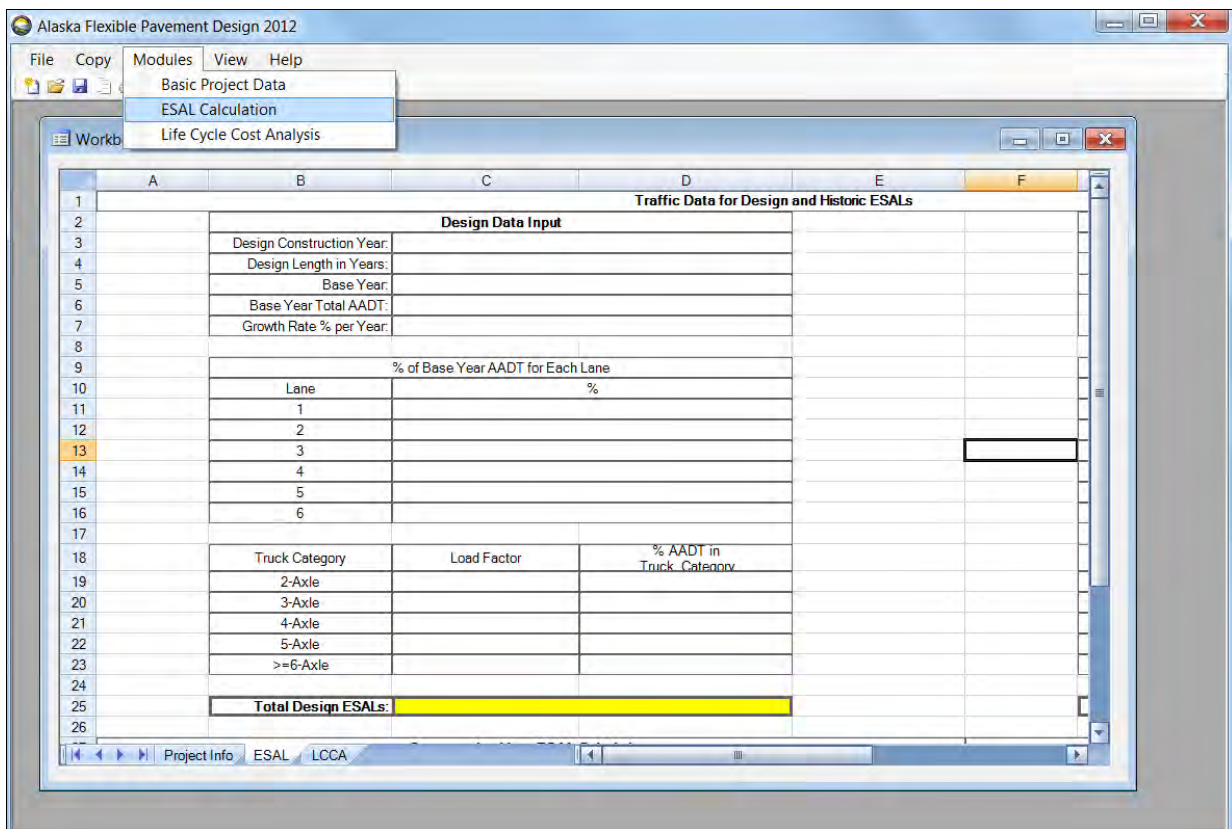 Alaska Flexible Pavement Design 2012
File Copy Modules View Help
Basic Project Data
ESAL Calculation
Life Cycle Cost Analysis
Workb
A B C D E F
1 Traffic Data for Design and Historic ESALs
2 Design Data Input
3 Design Construction Year:
4 Design Length in Years:
5 Base Year:
6 Base Year Total AADT:
7 Growth Rate % per Year:
8
9 % of Base Year AADT for Each Lane
10 Lane %
11 1
12 2
13 3
14 4
15 5
16 6
17
18 Truck Category Load Factor % AADT in
Truck Category
19 2-Axle
20 3-Axle
21 4-Axle
22 5-Axle
23 >=6-Axle
24
25 Total Design ESALs:
26
Project Info ESAL LCCA